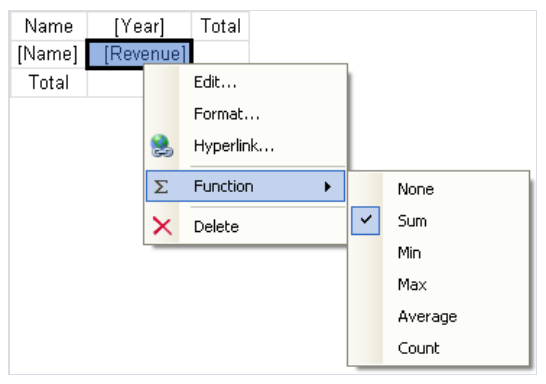 Name [Year] Total
[Name] [Revenue]
Total
Edit...
Format...
Hyperlink...
Σ Function
Delete
None
Sum
Min
Max
Average
Count